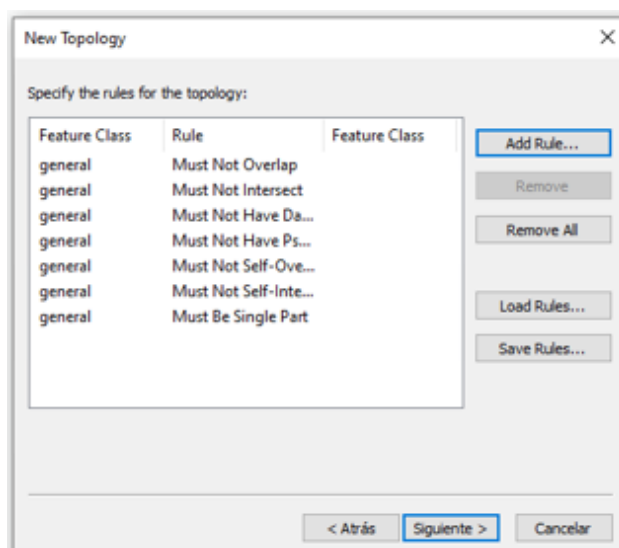 New Topology
Specify the rules for the topology:
Feature Class Rule Feature Class
general Must Not Overlap
general Must Not Intersect
general Must Not Have Da...
general Must Not Have Ps...
general Must Not Self-Ove...
general Must Not Self-Inte...
general Must Be Single Part
Add Rule...
Remove
Remove All
Load Rules...
Save Rules...
< Atrás Siguiente > Cancelar